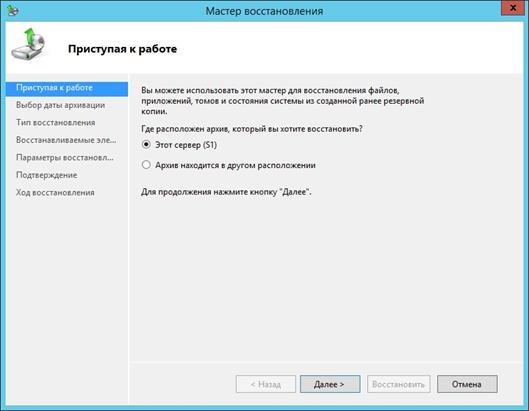 Мастер восстановления
Приступая к работе
Приступая к работе
Выбор даты архивации
Тип восстановления
Восстанавливаемые эле...
Параметры восстановл...
Подтверждение
Ход восстановления
Вы можете использовать этот мастер для восстановления файлов,
приложений, томов и состояния системы из созданной ранее резервной
копии.
Где расположен архив, который вы хотите восстановить?
Этот сервер (S1)
Архив находится в другом расположении
Для продолжения нажмите кнопку "Далее".
< Назад
Далее >
Восстановить
Отмена